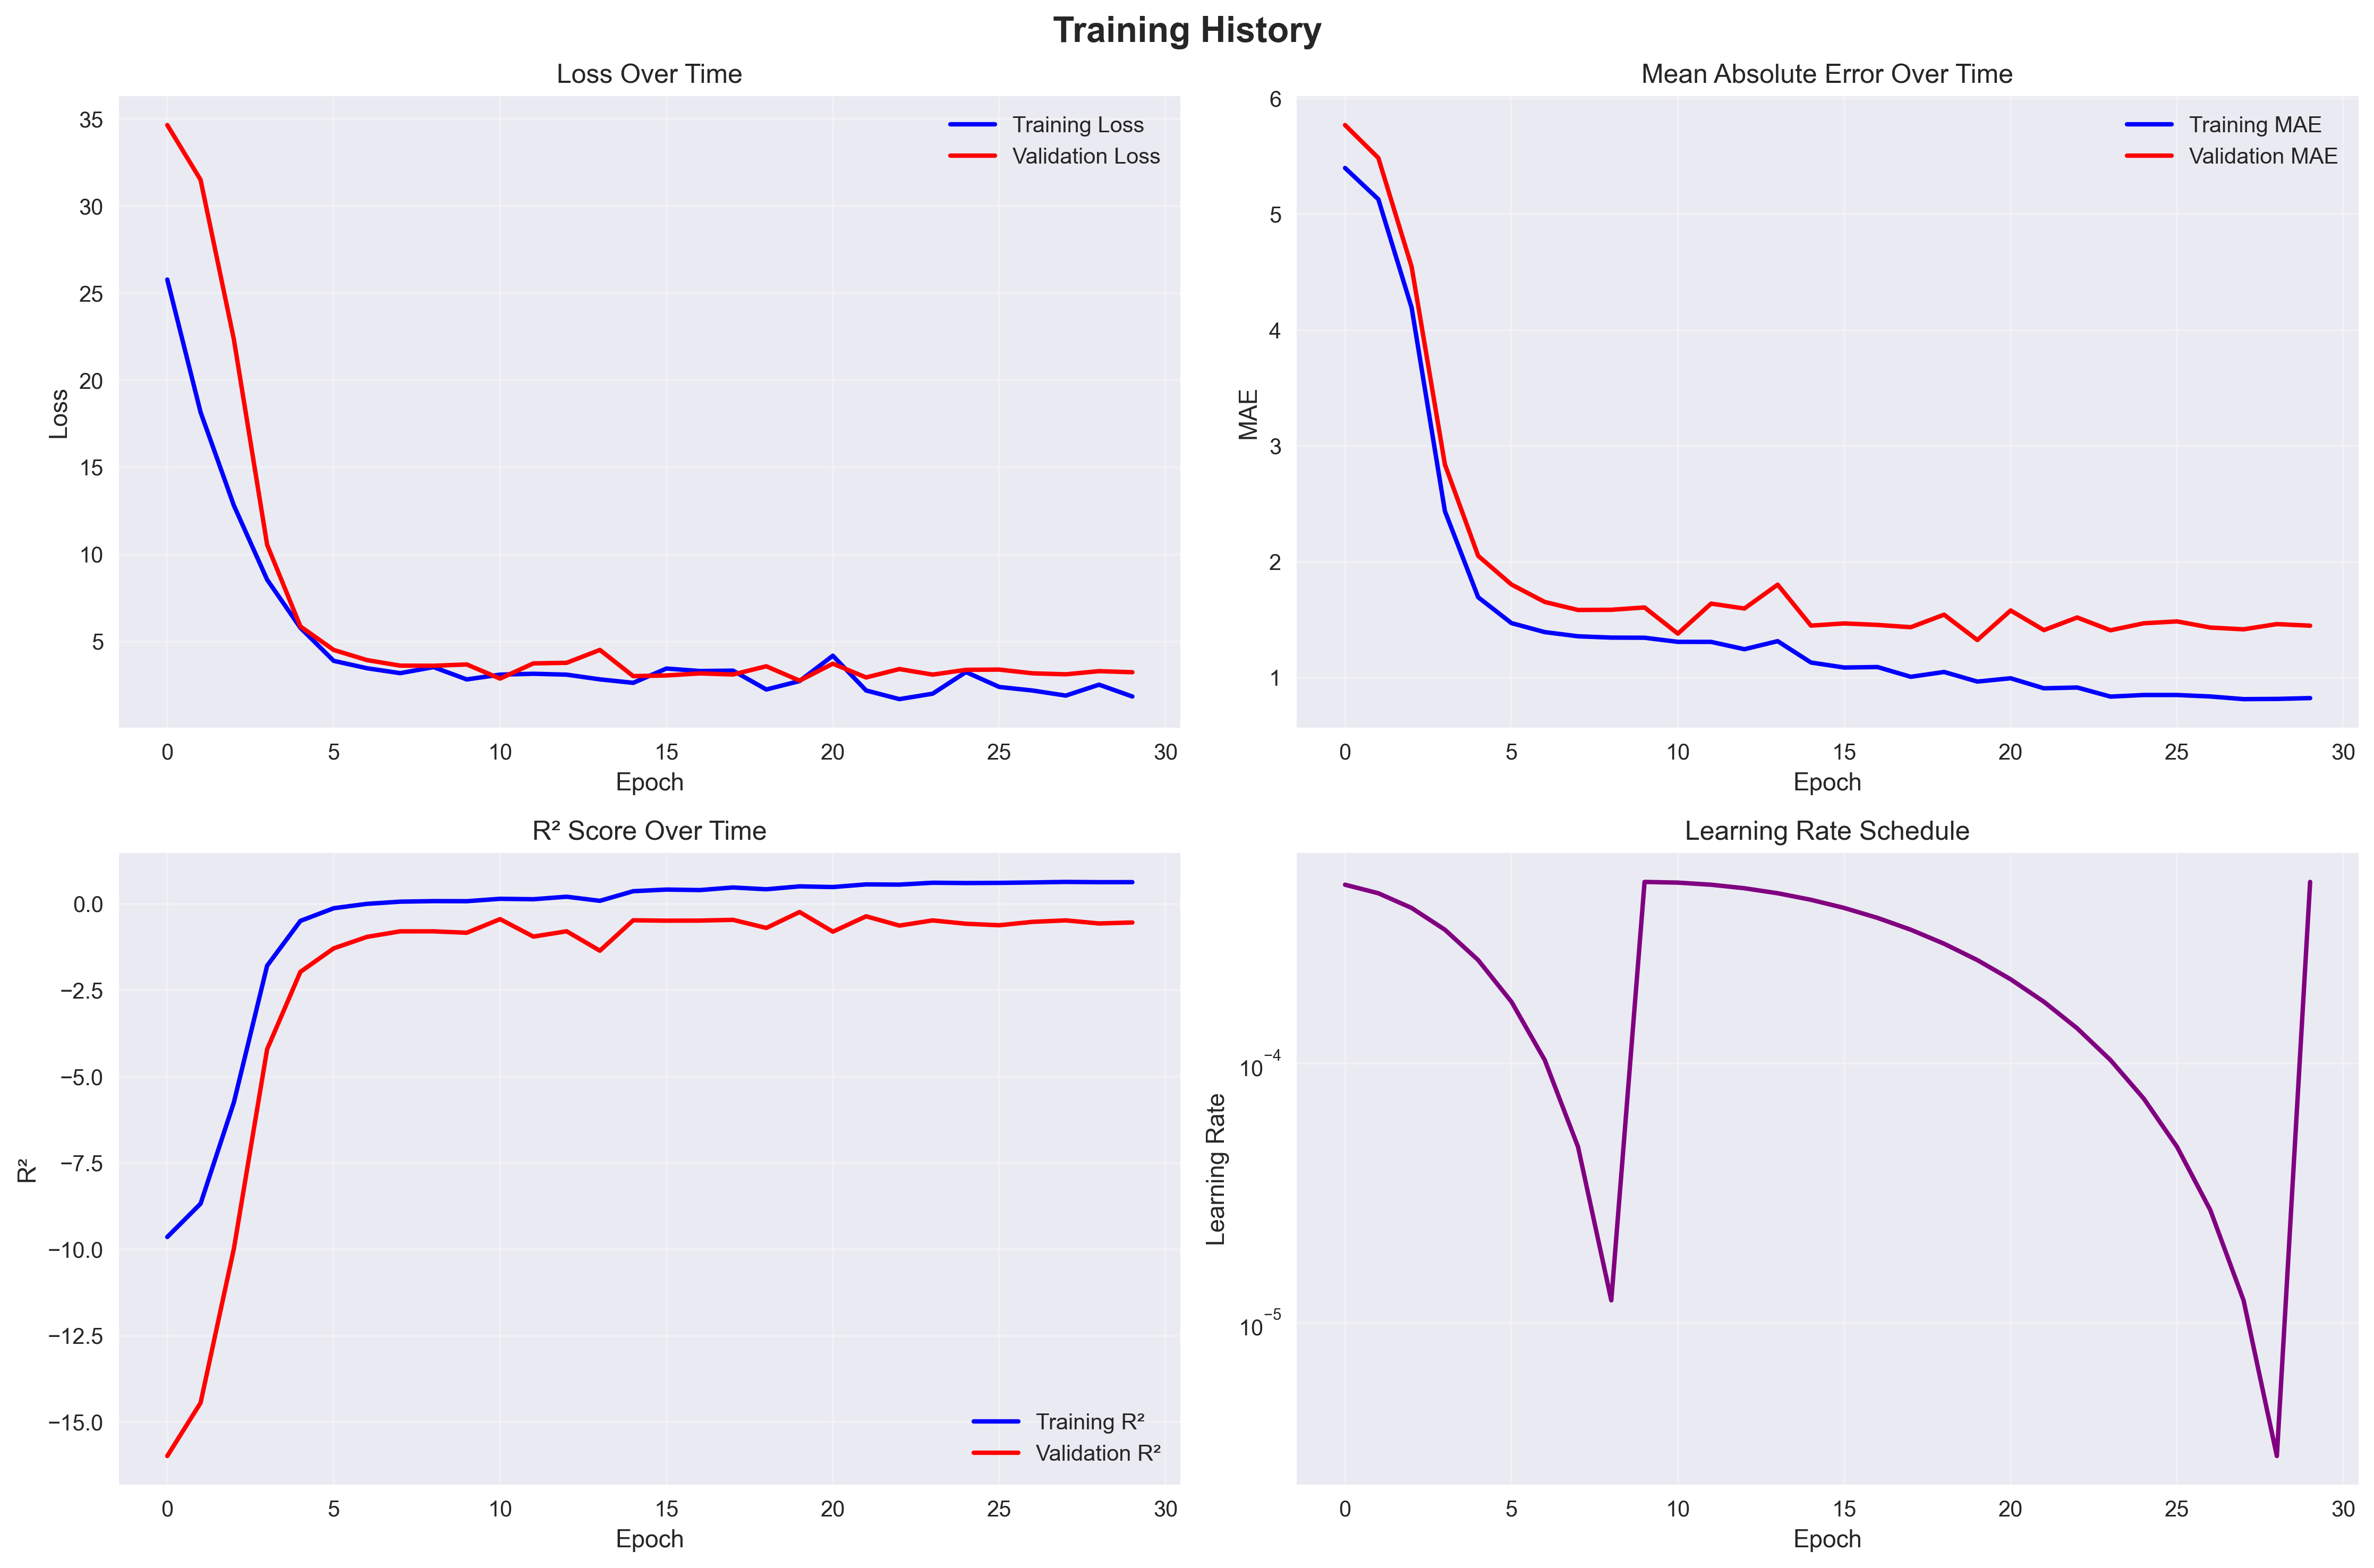 Training History
Loss Over Time
35
30
25
20
15
10
5
Loss
Training Loss
Validation Loss
0 5 10 15 20 25 30
Epoch
Mean Absolute Error Over Time
6
5
4
3
2
1
MAE
Training MAE
Validation MAE
0 5 10 15 20 25 30
Epoch
R² Score Over Time
0.0
−2.5
−5.0
−7.5
−10.0
−12.5
−15.0
R²
Training R²
Validation R²
0 5 10 15 20 25 30
Epoch
Learning Rate Schedule
10⁻⁴
10⁻⁵
Learning Rate
0 5 10 15 20 25 30
Epoch